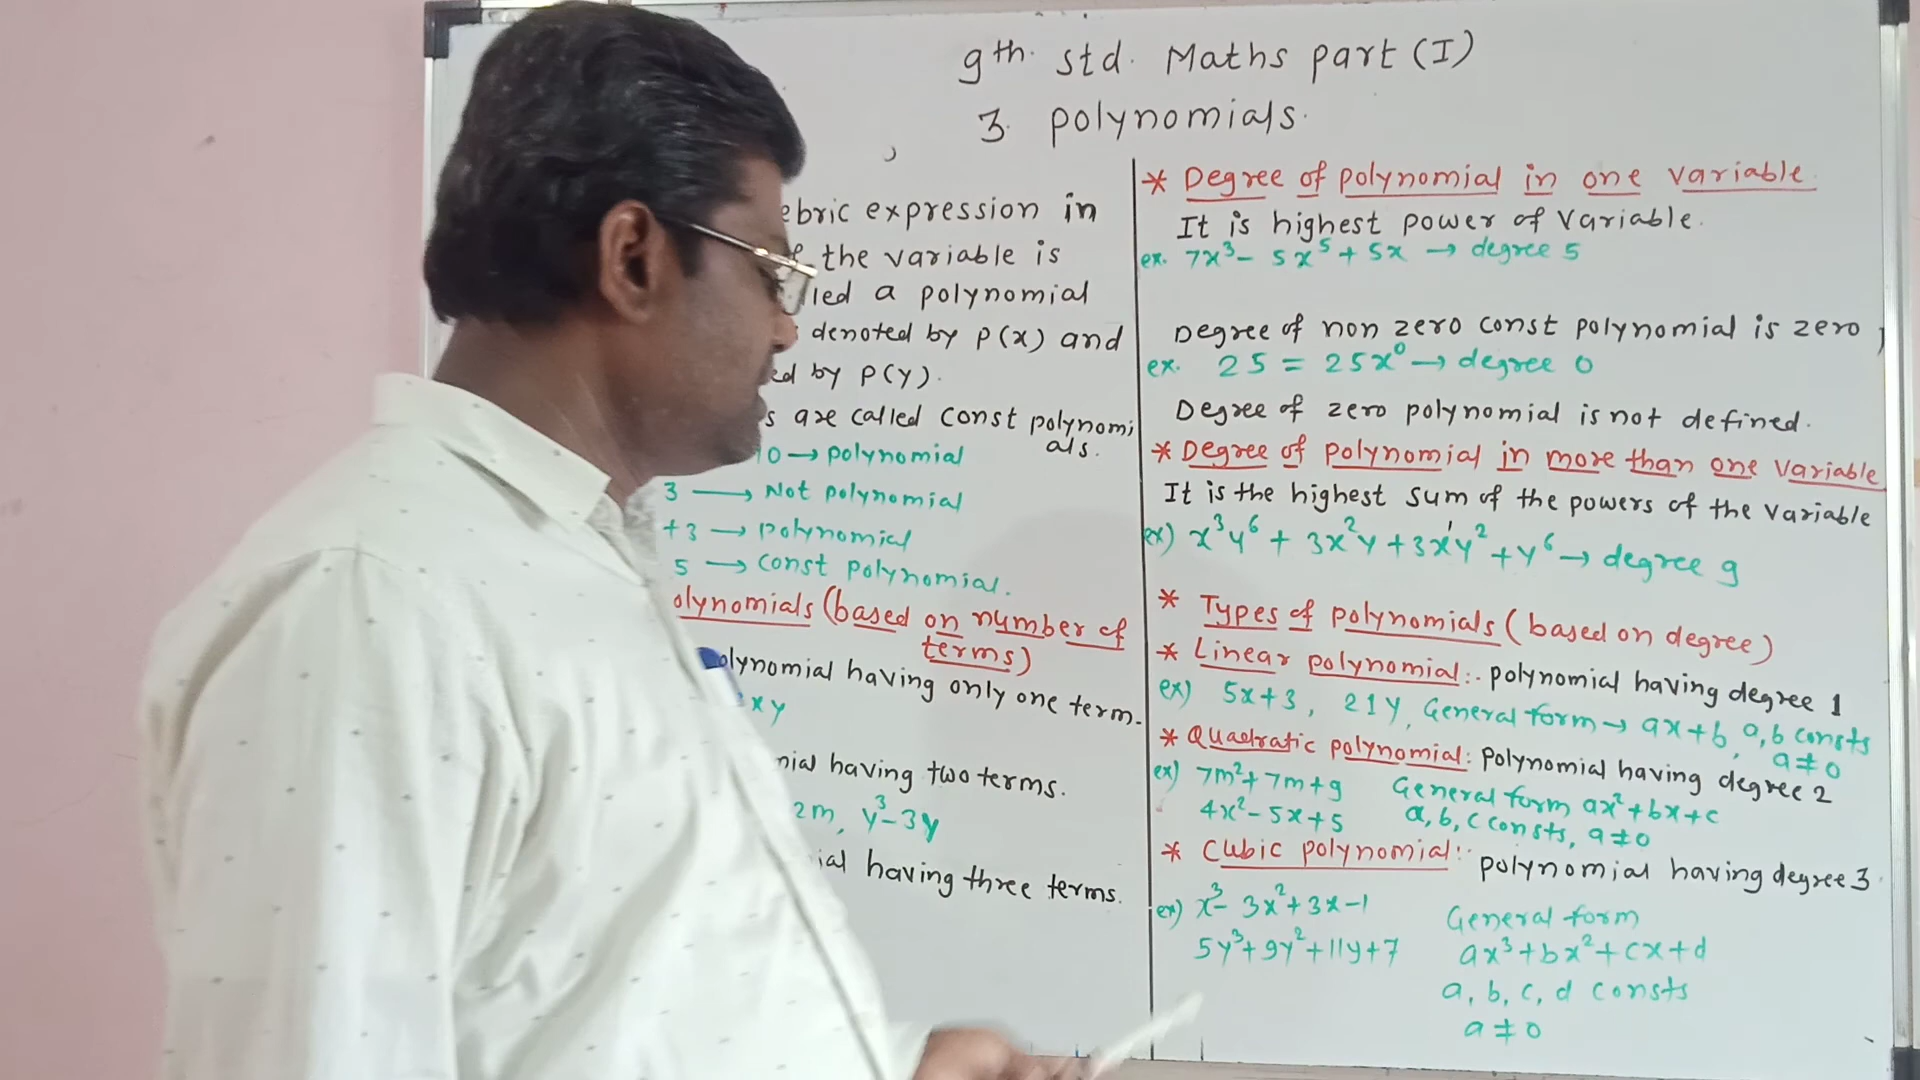 9th. std. Maths part (I)
3. polynomials.
expression in
the variable is
a polynomial
denoted by p(x) and
by p(y).
are called const polynomi
als.
→ polynomial
3 → Not polynomial
+3 → polynomial
5 → const polynomial.
(based on number of
terms)
having only one term.
xy
having two terms.
2m, y³-3y
having three terms.
* Degree of polynomial in one variable.
It is highest power of variable.
ex. 7x³ - 5x⁵ + 5x → degree 5
Degree of non zero const polynomial is zero
ex. 25 = 25x⁰ → degree 0
Degree of zero polynomial is not defined.
* Degree of polynomial in more than one variable
It is the highest sum of the powers of the variable
ex) x³y⁶ + 3x²y + 3x¹y² + y⁶ → degree 9
* Types of polynomials (based on degree)
* Linear polynomial:. polynomial having degree 1
ex) 5x+3, 21y, General form → ax+b, a,b consts
a≠0
* Quadratic polynomial: polynomial having degree 2
ex) 7m²+7m+9 General form ax²+bx+c
4x²-5x+5 a,b,c consts, a≠0
* Cubic polynomial:. polynomial having degree 3.
ex) x³-3x²+3x-1 General form
5y³+9y²+11y+7 ax³+bx²+cx+d
a, b, c, d consts
a≠0